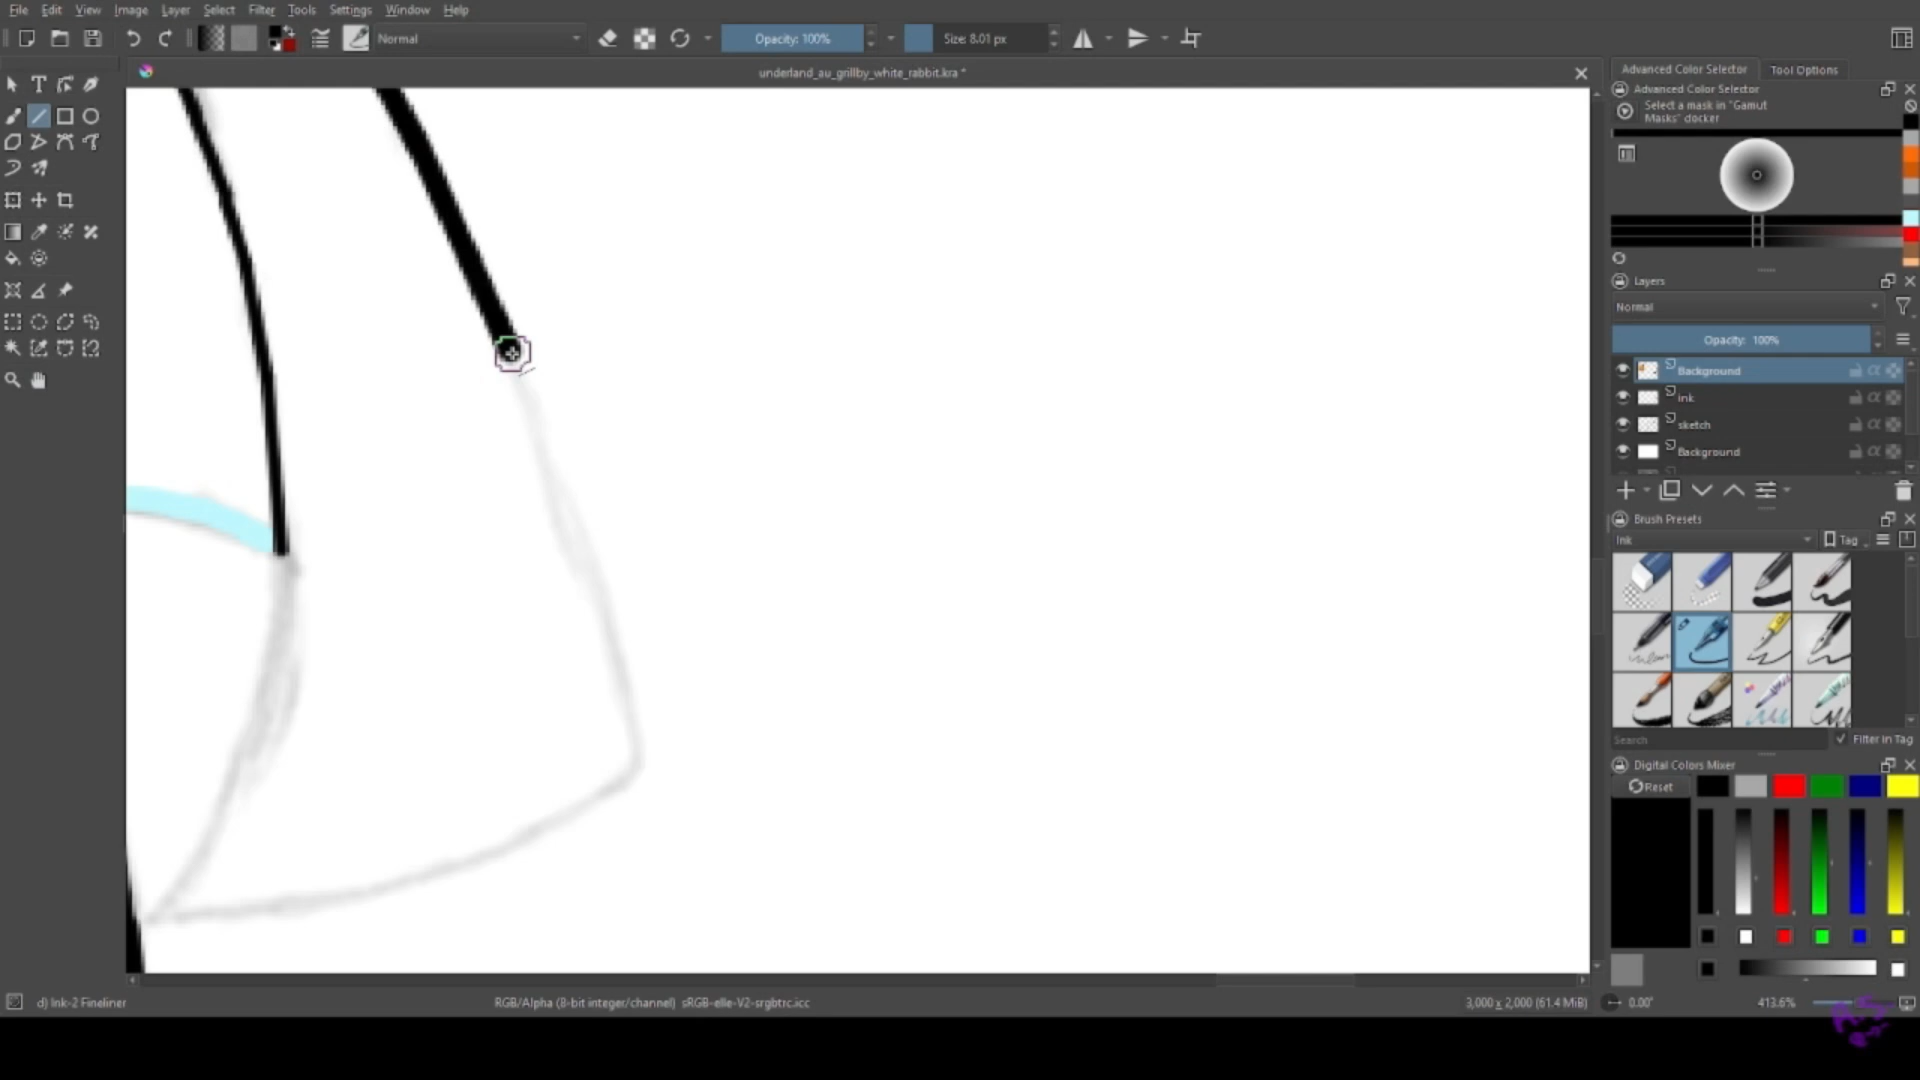 File Edit View Image Layer Select Filter Tools Settings Window Help
Normal Opacity: 100% Size: 8.01 px
underland_au_grillby_white_rabbit.kra *
Advanced Color Selector Tool Options
Advanced Color Selector
Select a mask in "Gamut
Masks" docker
Layers
Normal
Opacity: 100%
Background
ink
sketch
Background
Brush Presets
Ink Tag
Search Filter in Tag
Digital Colors Mixer
Reset
d) Ink-2 Fineliner RGB/Alpha (8-bit integer/channel) sRGB-elle-V2-srgbtrc.icc 3,000 x 2,000 (61.4 MiB) 0.00° 413.6%